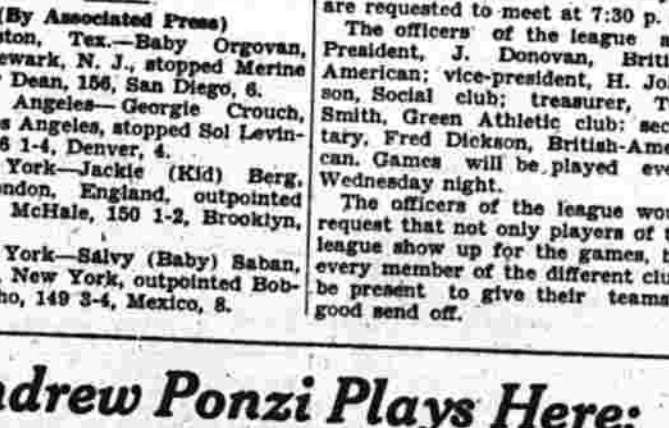 (By Associated Press)
ston, Tex.—Baby Orgovan,
ewark, N. J., stopped Merine
Dean, 156, San Diego, 6.
Angeles—Georgie Crouch,
s Angeles, stopped Sol Levin-
6 1-4, Denver, 4.
York—Jackie (Kid) Berg,
ondon, England, outpointed
McHale, 150 1-2, Brooklyn,
York—Salvy (Baby) Saban,
New York, outpointed Bob-
ho, 149 3-4, Mexico, 8.
are requested to meet at 7:30 p.
The officers of the league
President, J. Donovan, Briti
American; vice-president, H. Jo
son, Social club; treasurer, T
Smith, Green Athletic club; sec
tary, Fred Dickson, British-Ame
can. Games will be played eve
Wednesday night.
The officers of the league wo
request that not only players of t
league show up for the games, b
every member of the different clu
be present to give their teams
good send off.
ndrew Ponzi Plays Here: